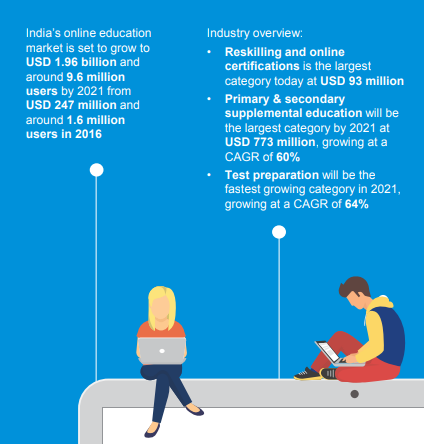 India's online education
market is set to grow to
USD 1.96 billion and
around 9.6 million
users by 2021 from
USD 247 million and
around 1.6 million
users in 2016
Industry overview:
• Reskilling and online
certifications is the largest
category today at USD 93 million
• Primary & secondary
supplemental education will be
the largest category by 2021 at
USD 773 million, growing at a
CAGR of 60%
• Test preparation will be the
fastest growing category in 2021,
growing at a CAGR of 64%